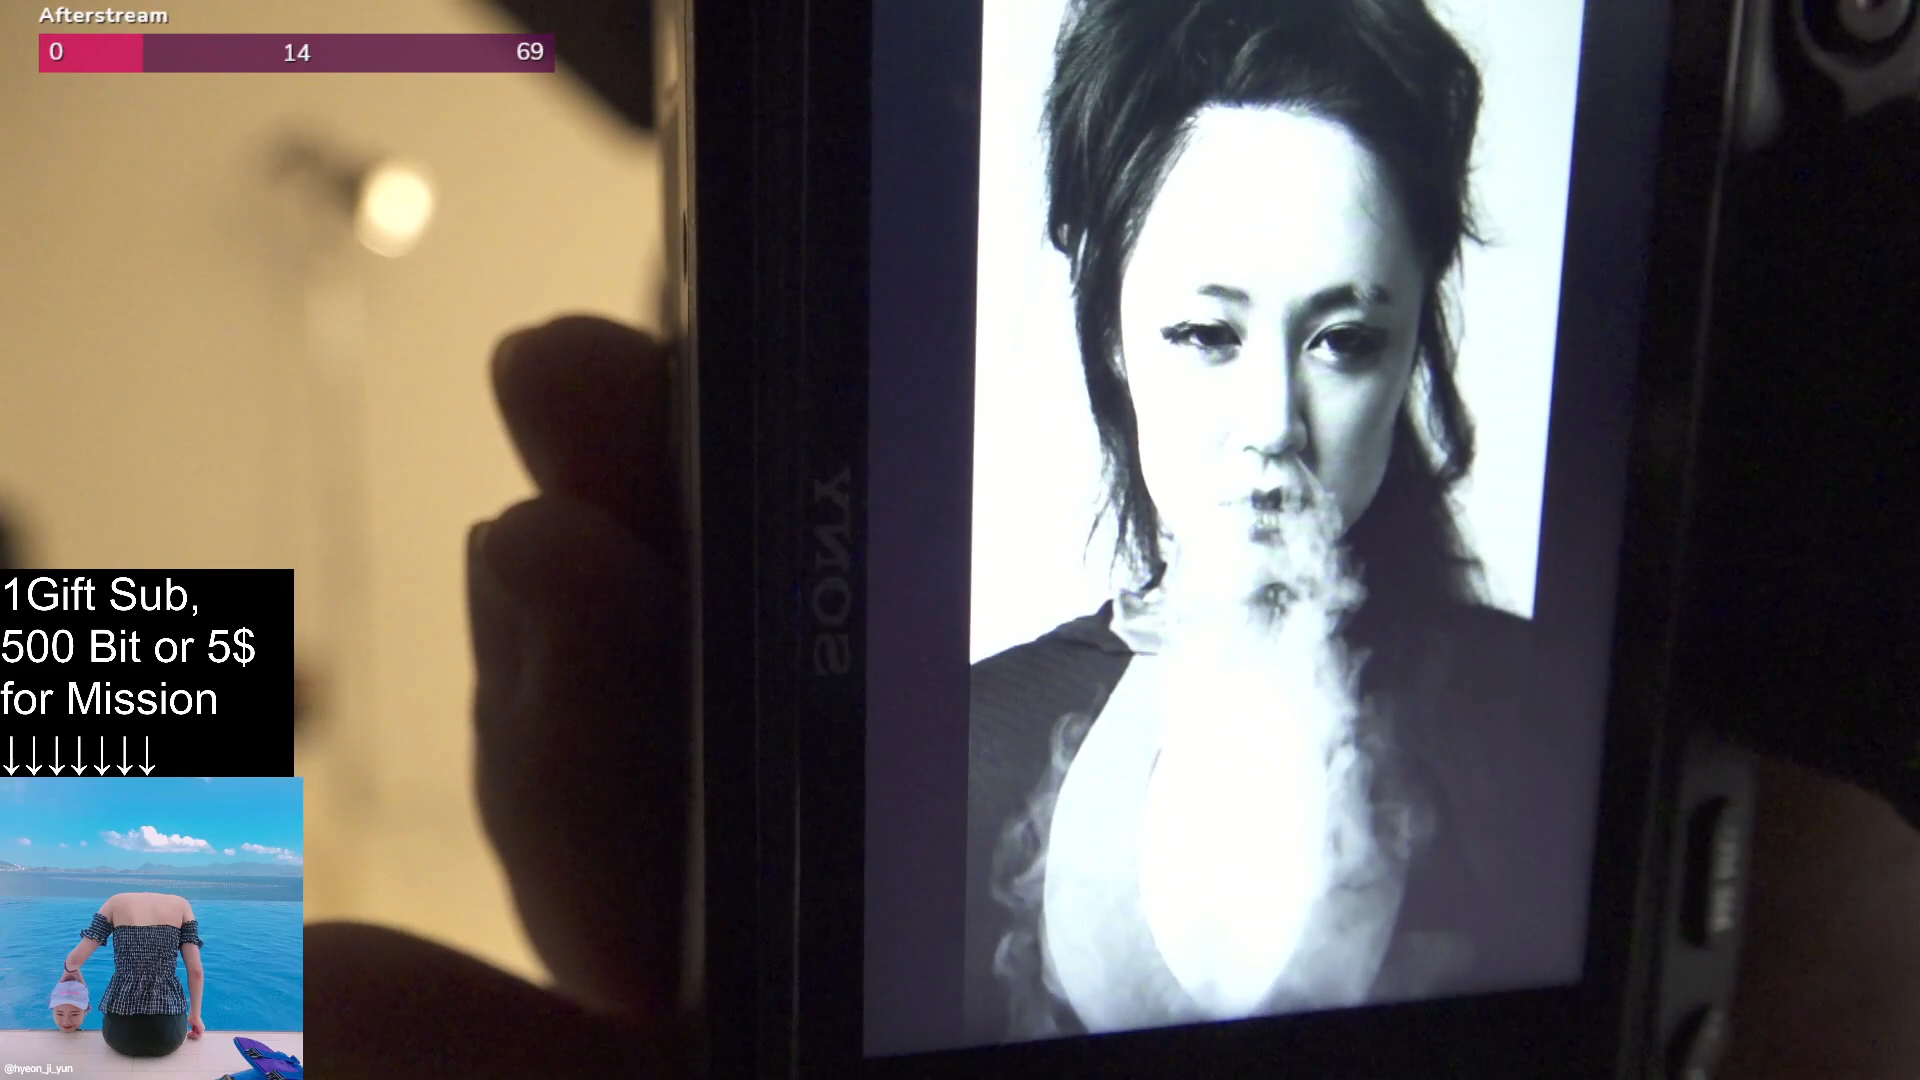 Afterstream
0 14 69
SONY
1Gift Sub,
500 Bit or 5$
for Mission
↓↓↓↓↓↓↓
@hyeon_ji_yun